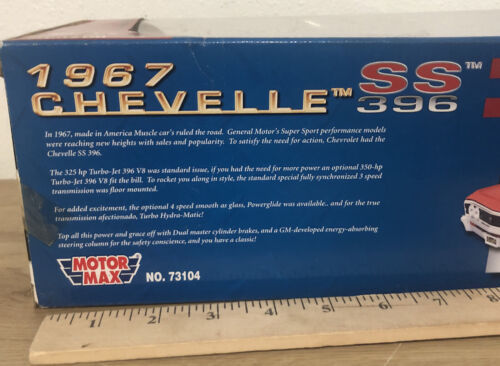 1967
CHEVELLE™ SS™
396
In 1967, made in America Muscle car's ruled the road. General Motor's Super Sport performance models
were reaching new heights with sales and popularity. To satisfy the need for action, Chevrolet had the
Chevelle SS 396.
The 325 hp Turbo-Jet 396 V8 was standard issue, if you had the need for more power an optional 350-hp
Turbo-Jet 396 V8 fit the bill. To rocket you along in style, the standard special fully synchronized 3 speed
transmission was floor mounted.
For added excitement, the optional 4 speed smooth as glass, Powerglide was available.. and for the true
transmission afectionado, Turbo Hydra-Matic!
Top all this power and grace off with Dual master cylinder brakes, and a GM-developed energy-absorbing
steering column for the safety conscience, and you have a classic!
MOTOR
MAX
NO. 73104
1 2 3 4 5 6 7 8 9